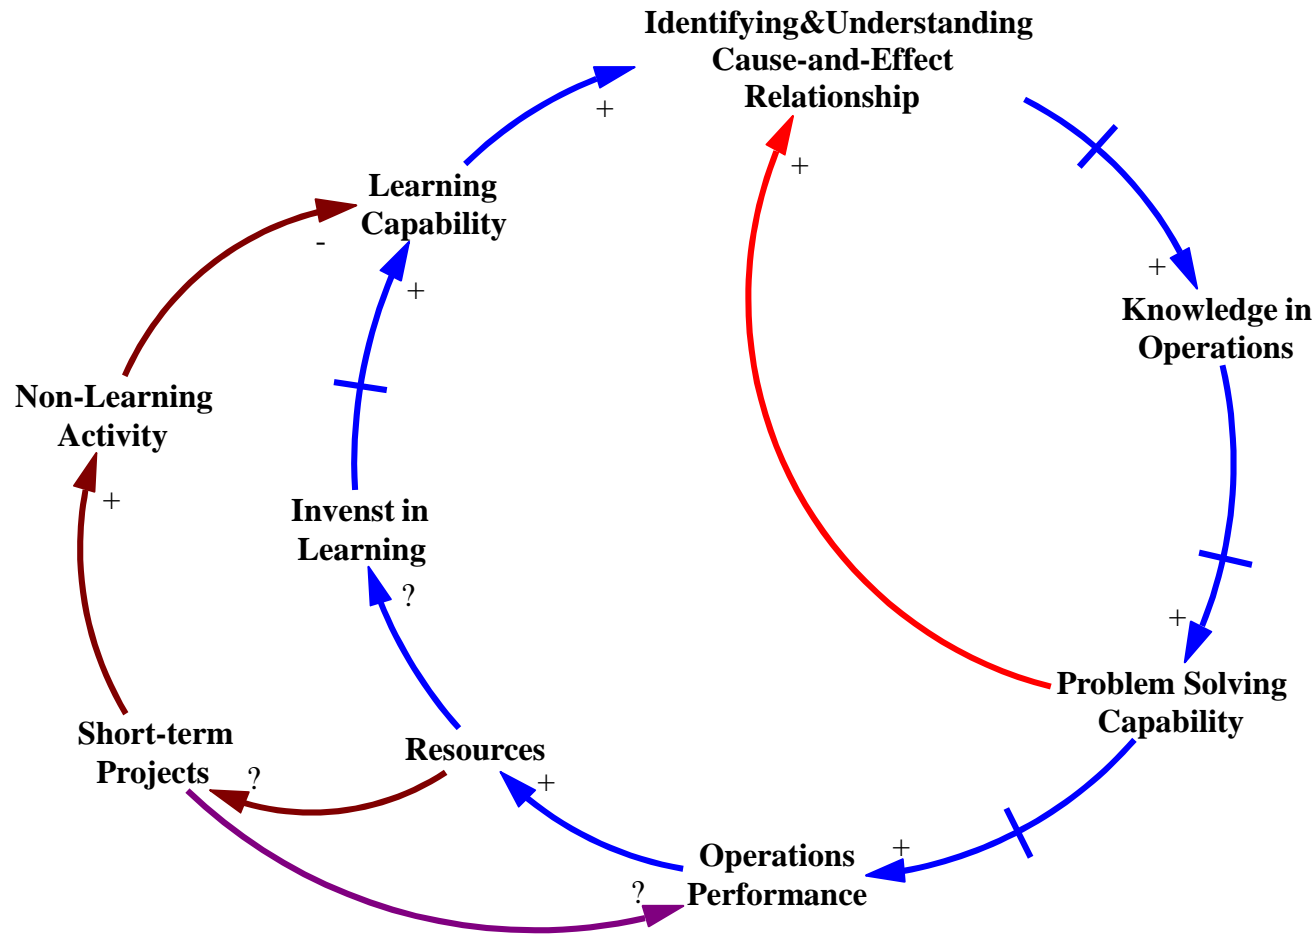 Identifying&Understanding
Cause-and-Effect
Relationship
+
+
Learning
Capability
-
+
+
Knowledge in
Operations
Non-Learning
Activity
+
Invenst in
Learning
?
+
Problem Solving
Capability
Short-term
Projects
?
Resources
+
+
Operations
Performance
?